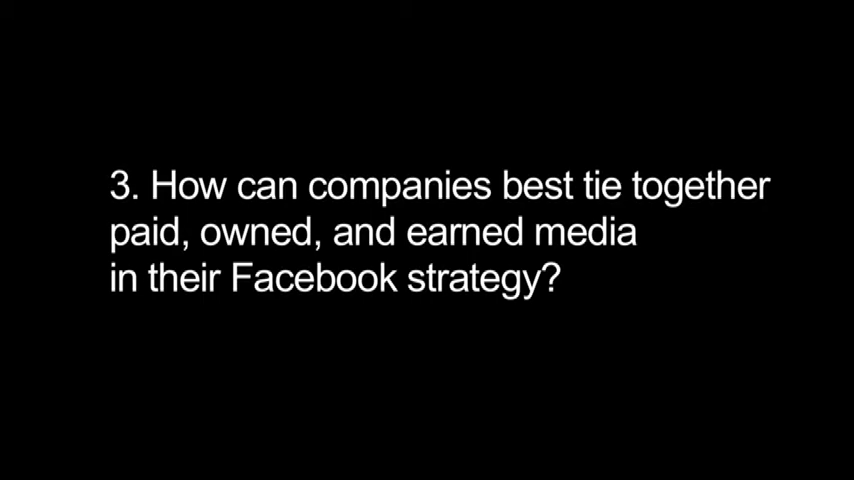 3. How can companies best tie together
paid, owned, and earned media
in their Facebook strategy?